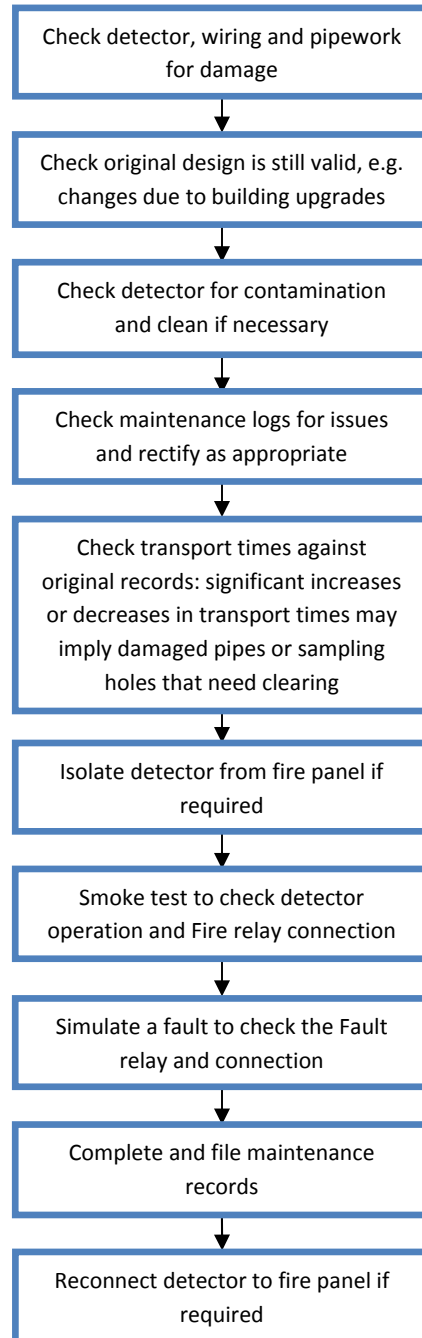 Check detector, wiring and pipework
for damage
Check original design is still valid, e.g.
changes due to building upgrades
Check detector for contamination
and clean if necessary
Check maintenance logs for issues
and rectify as appropriate
Check transport times against
original records: significant increases
or decreases in transport times may
imply damaged pipes or sampling
holes that need clearing
Isolate detector from fire panel if
required
Smoke test to check detector
operation and Fire relay connection
Simulate a fault to check the Fault
relay and connection
Complete and file maintenance
records
Reconnect detector to fire panel if
required